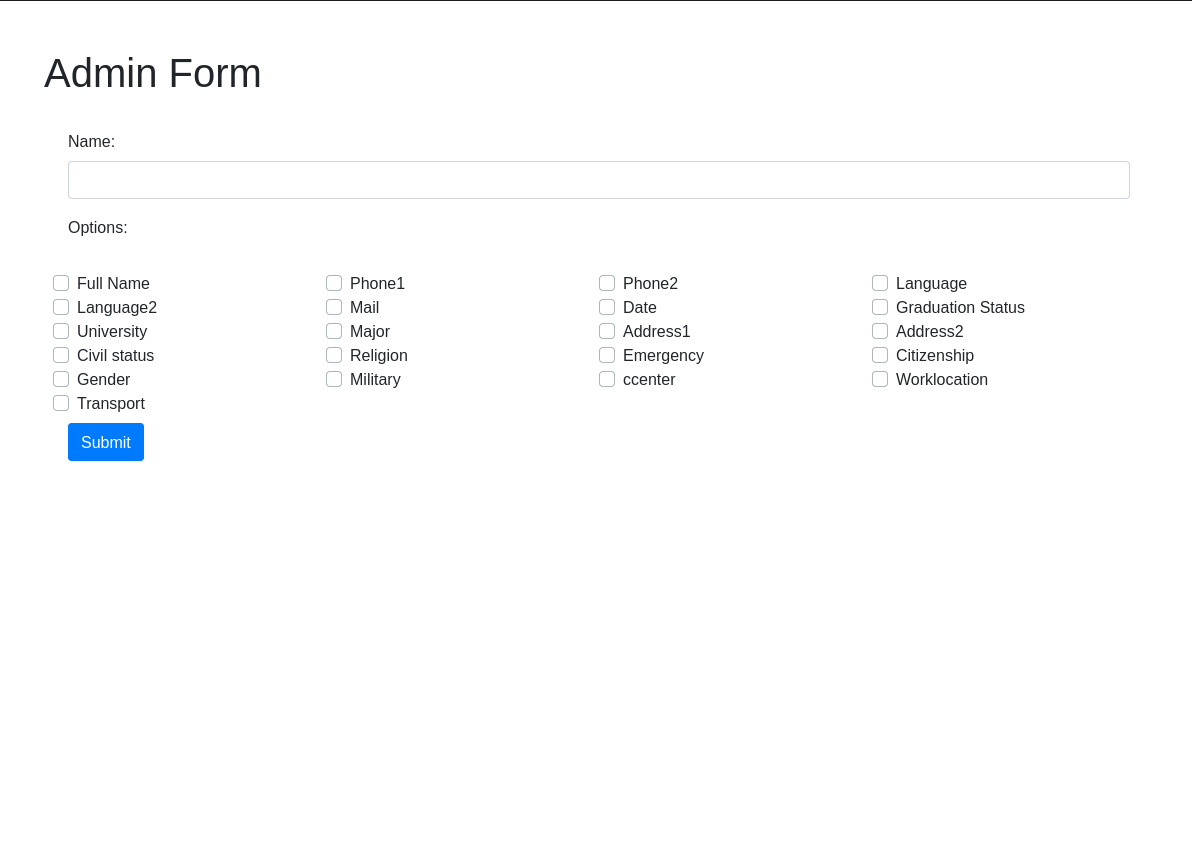 Admin Form
Name:
Options:
Full Name Phone1 Phone2 Language
Language2 Mail Date Graduation Status
University Major Address1 Address2
Civil status Religion Emergency Citizenship
Gender Military ccenter Worklocation
Transport
Submit